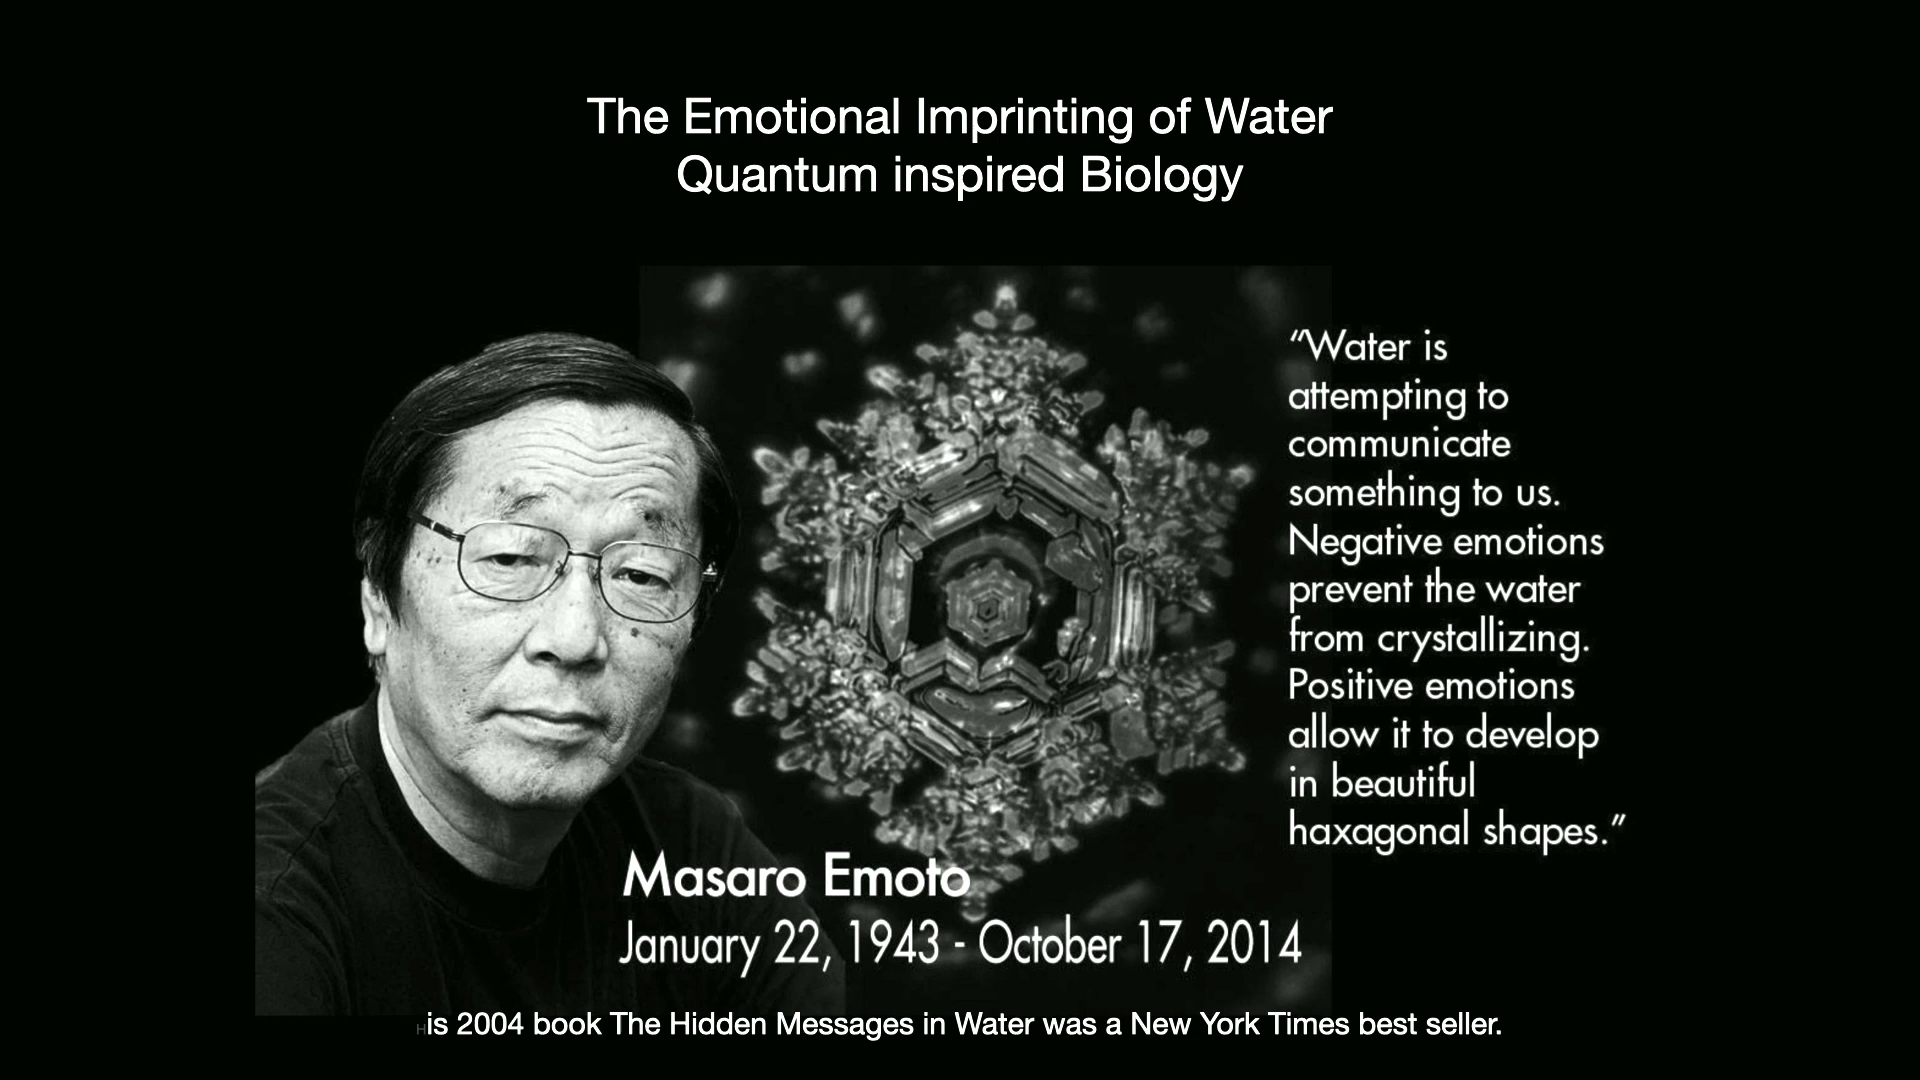 The Emotional Imprinting of Water
Quantum inspired Biology
“Water is
attempting to
communicate
something to us.
Negative emotions
prevent the water
from crystallizing.
Positive emotions
allow it to develop
in beautiful
haxagonal shapes.”
Masaro Emoto
January 22, 1943 - October 17, 2014
His 2004 book The Hidden Messages in Water was a New York Times best seller.